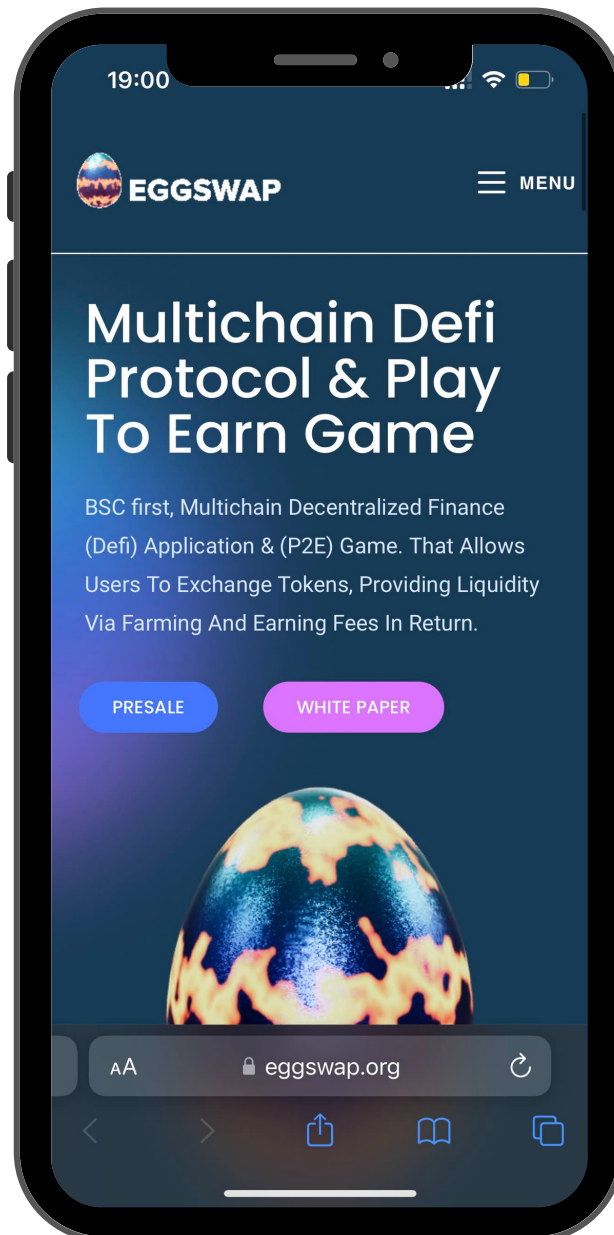 19:00
EGGSWAP
MENU
Multichain Defi
Protocol & Play
To Earn Game
BSC first, Multichain Decentralized Finance
(Defi) Application & (P2E) Game. That Allows
Users To Exchange Tokens, Providing Liquidity
Via Farming And Earning Fees In Return.
PRESALE
WHITE PAPER
AA
eggswap.org